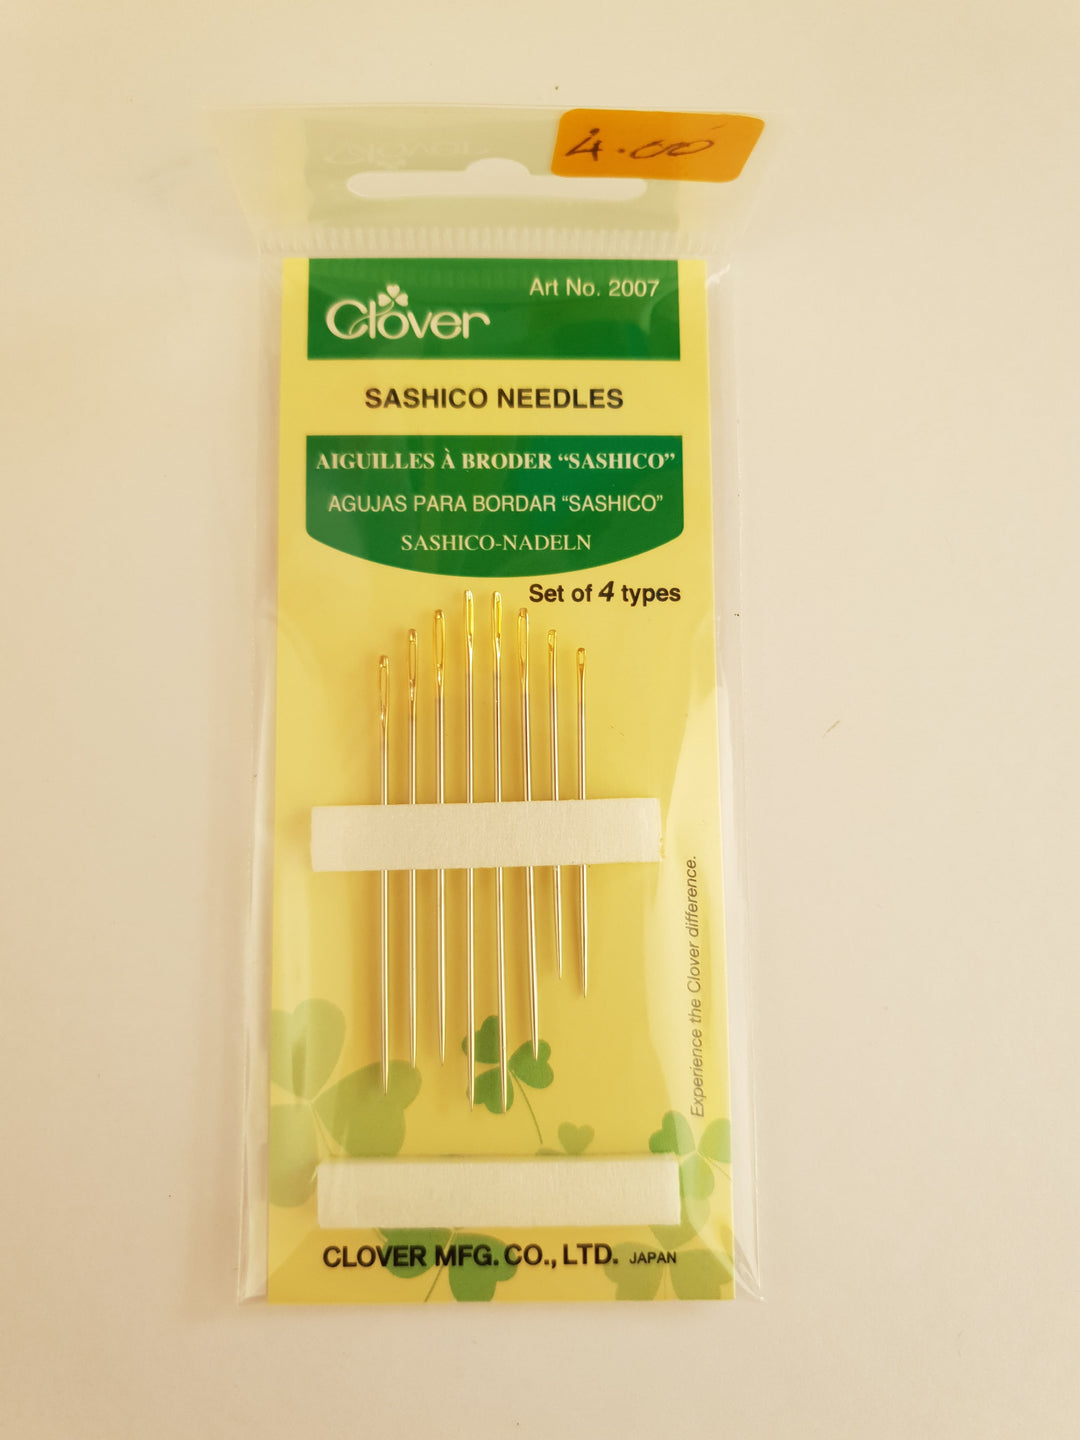 4.00
Clover
Art No. 2007
SASHICO NEEDLES
AIGUILLES À BRODER “SASHICO”
AGUJAS PARA BORDAR “SASHICO”
SASHICO-NADELN
Set of 4 types
Experience the Clover difference.
CLOVER MFG. CO., LTD. JAPAN